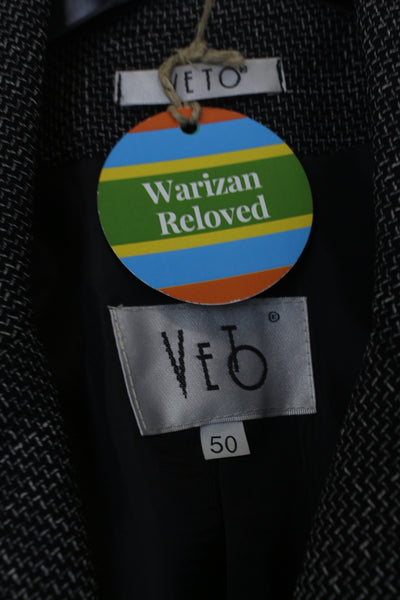 VETO
Warizan
Reloved
VETO ®
50